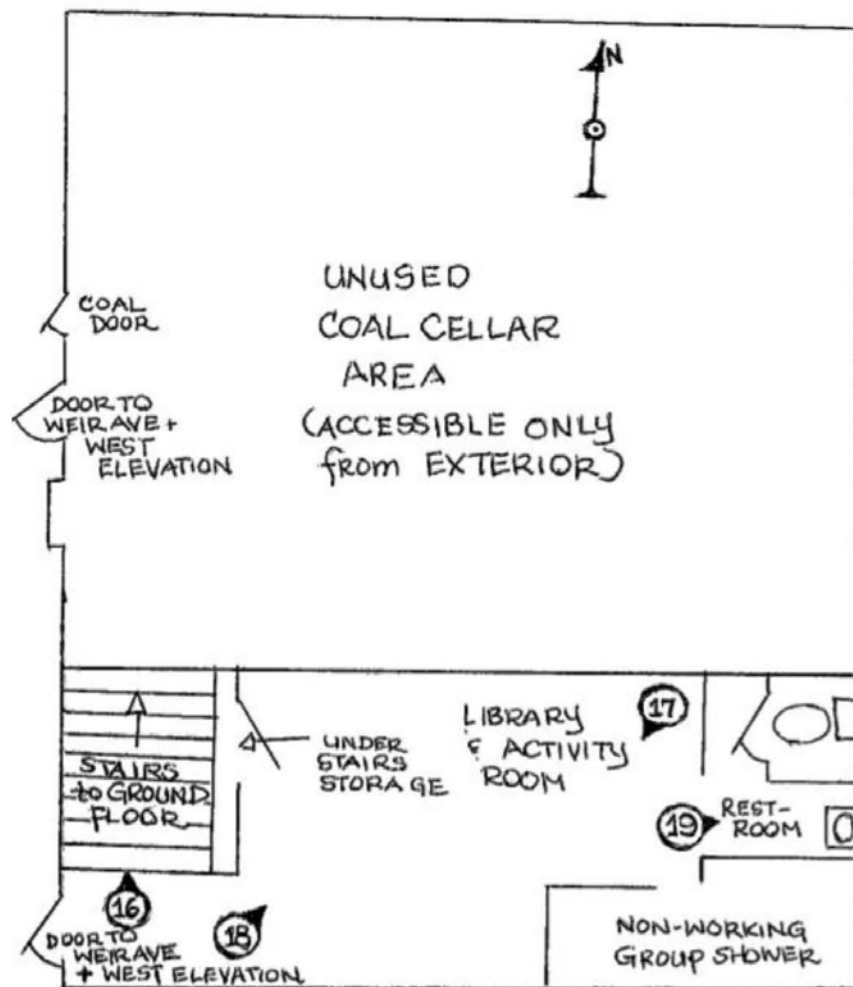 N
UNUSED
COAL CELLAR
AREA
(ACCESSIBLE ONLY
from EXTERIOR)
COAL
DOOR
DOOR TO
WEIR AVE +
WEST
ELEVATION
STAIRS
to GROUND
FLOOR
UNDER
STAIRS
STORAGE
LIBRARY
& ACTIVITY
ROOM
17
19
REST-
ROOM
16
18
DOOR TO
WEIR AVE
+ WEST ELEVATION
NON-WORKING
GROUP SHOWER